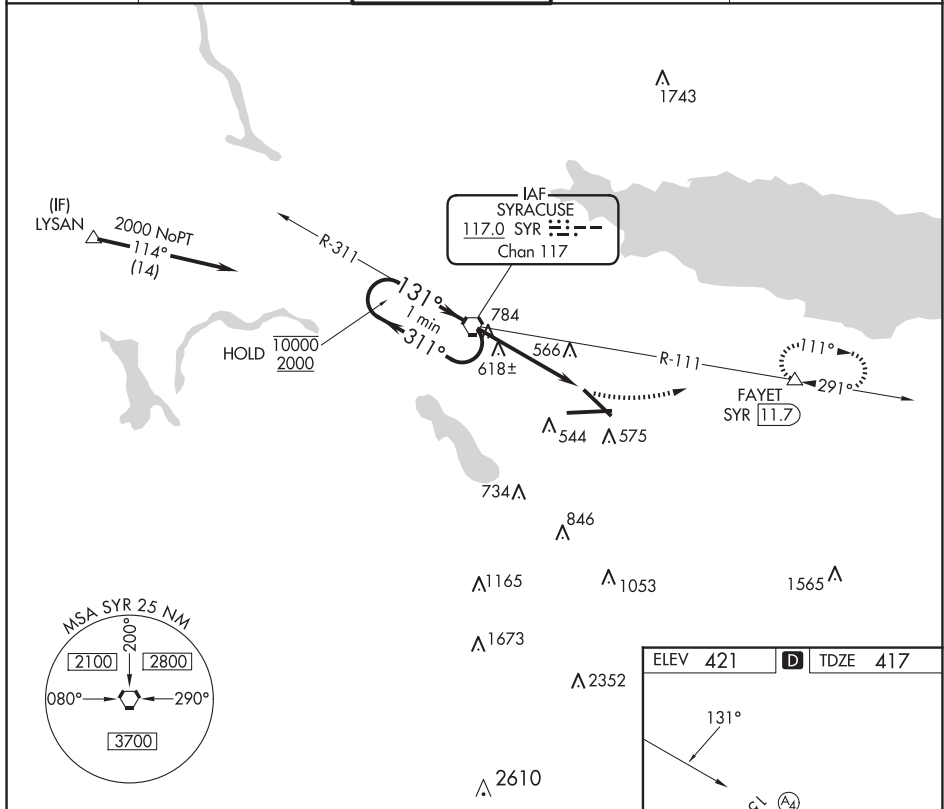 1743
(IF)
LYSAN
2000 NoPT
114°
(14)
R-311
IAF
SYRACUSE
117.0 SYR
Chan 117
131°
1 min
311°
HOLD 10000
2000
784
618±
566
R-111
111°
291°
FAYET
SYR 11.7
544
575
734
846
1165
1053
1565
1673
2352
2610
MSA SYR 25 NM
200°
2100
2800
080°
290°
3700
ELEV 421 D TDZE 417
131°
15
A4